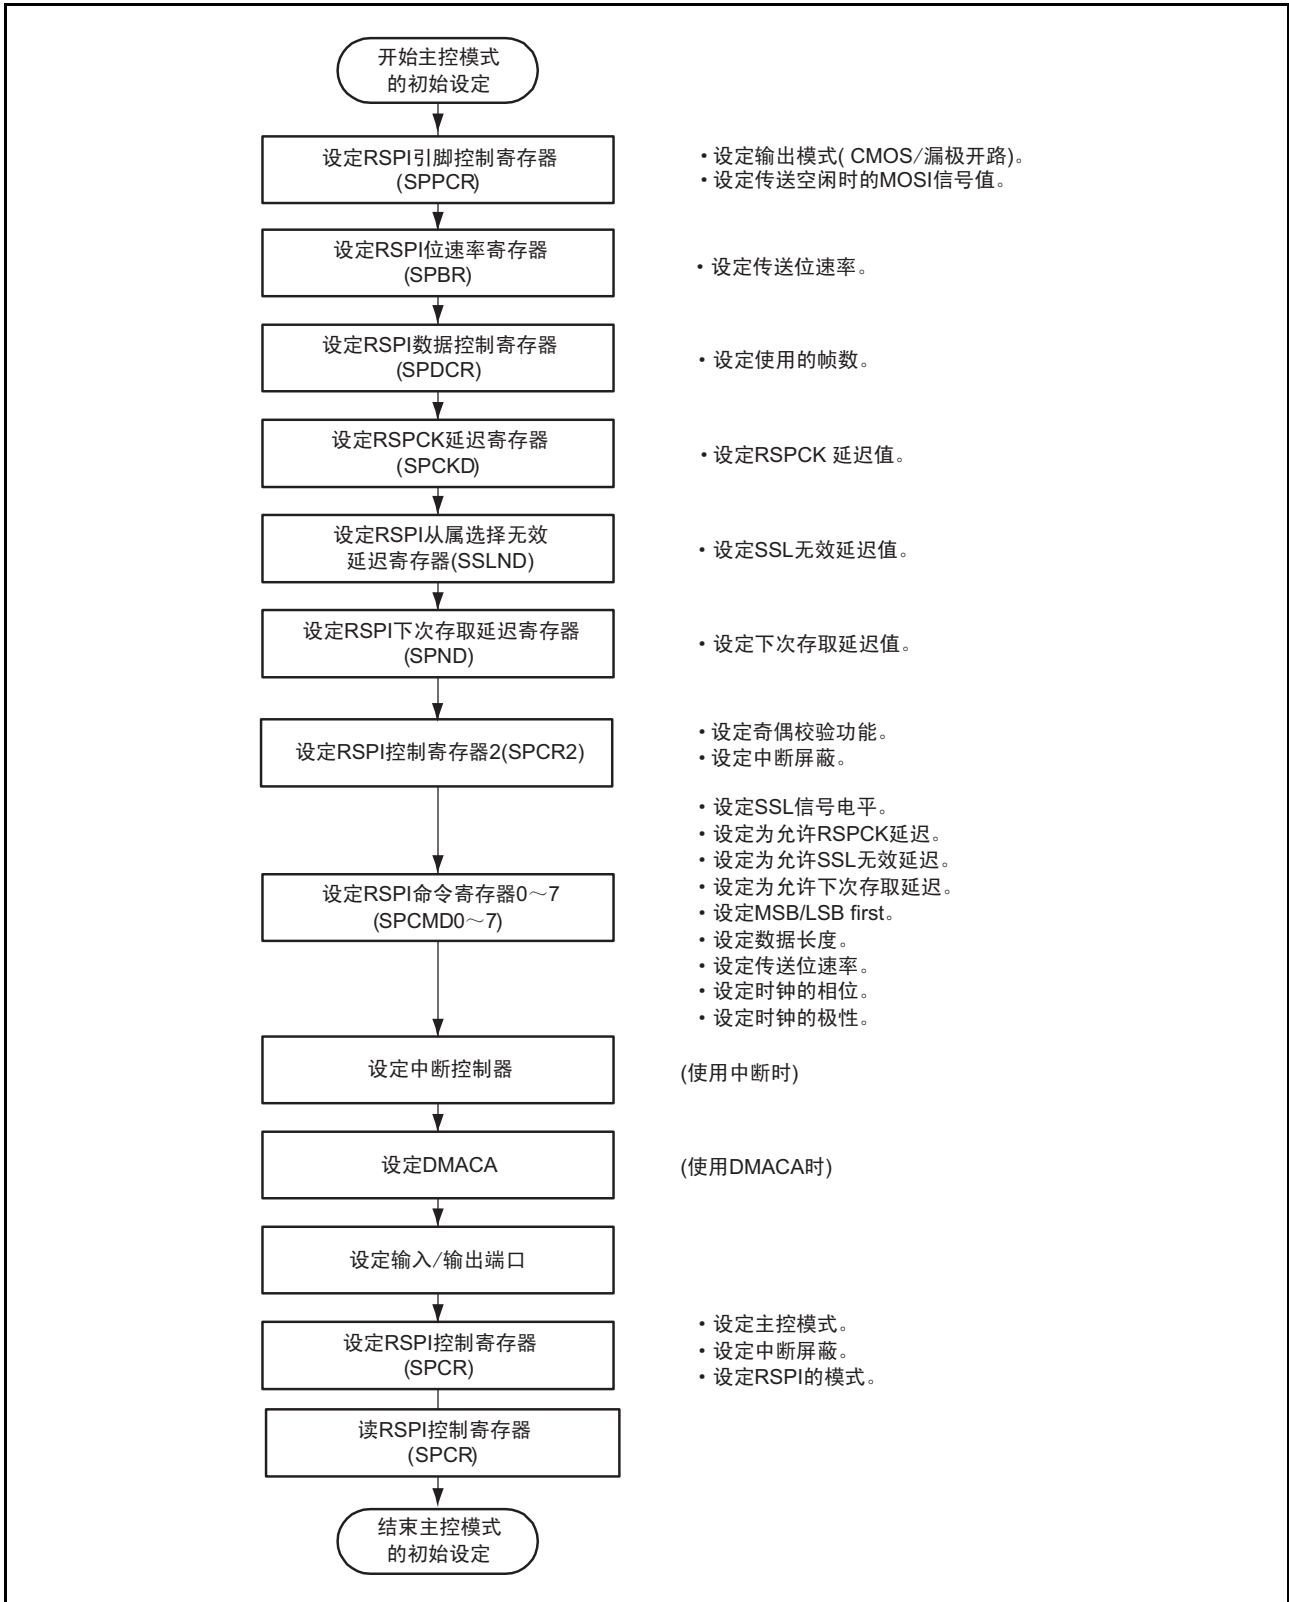 开始主控模式
的初始设定
设定RSPI引脚控制寄存器
(SPPCR)
・设定输出模式( CMOS/漏极开路)。
・设定传送空闲时的MOSI信号值。
设定RSPI位速率寄存器
(SPBR)
・设定传送位速率。
设定RSPI数据控制寄存器
(SPDCR)
・设定使用的帧数。
设定RSPCK延迟寄存器
(SPCKD)
・设定RSPCK 延迟值。
设定RSPI从属选择无效
延迟寄存器(SSLND)
・设定SSL无效延迟值。
设定RSPI下次存取延迟寄存器
(SPND)
・设定下次存取延迟值。
设定RSPI控制寄存器2(SPCR2)
・设定奇偶校验功能。
・设定中断屏蔽。
设定RSPI命令寄存器0～7
(SPCMD0～7)
・设定SSL信号电平。
・设定为允许RSPCK延迟。
・设定为允许SSL无效延迟。
・设定为允许下次存取延迟。
・设定MSB/LSB first。
・设定数据长度。
・设定传送位速率。
・设定时钟的相位。
・设定时钟的极性。
设定中断控制器
(使用中断时)
设定DMACA
(使用DMACA时)
设定输入/输出端口
设定RSPI控制寄存器
(SPCR)
・设定主控模式。
・设定中断屏蔽。
・设定RSPI的模式。
读RSPI控制寄存器
(SPCR)
结束主控模式
的初始设定